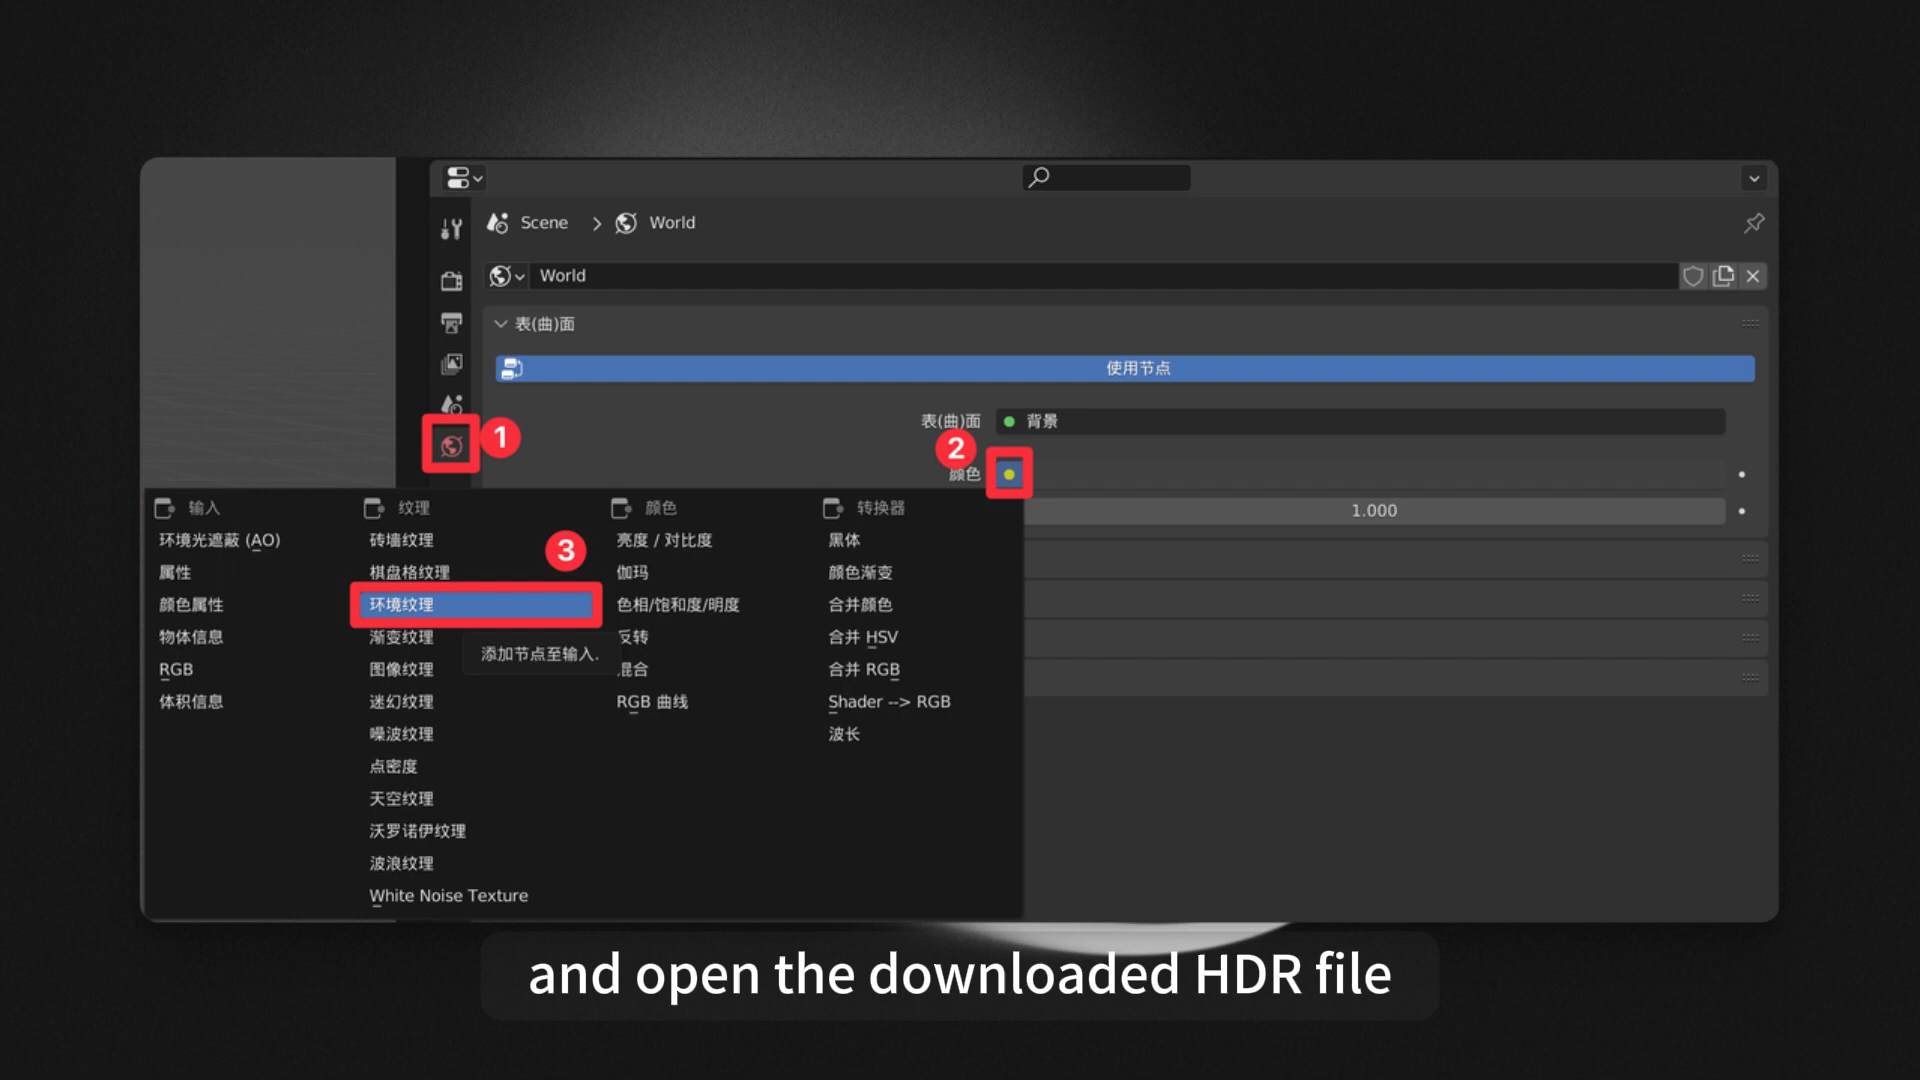 Scene > World
World
表(曲)面
使用节点
表(曲)面 背景
1
2
颜色
1.000
输入
环境光遮蔽 (AO)
属性
颜色属性
物体信息
RGB
体积信息
纹理
砖墙纹理
3
棋盘格纹理
环境纹理
渐变纹理
添加节点至输入.
图像纹理
迷幻纹理
噪波纹理
点密度
天空纹理
沃罗诺伊纹理
波浪纹理
White Noise Texture
颜色
亮度 / 对比度
伽玛
色相/饱和度/明度
反转
混合
RGB 曲线
转换器
黑体
颜色渐变
合并颜色
合并 HSV
合并 RGB
Shader --> RGB
波长
and open the downloaded HDR file